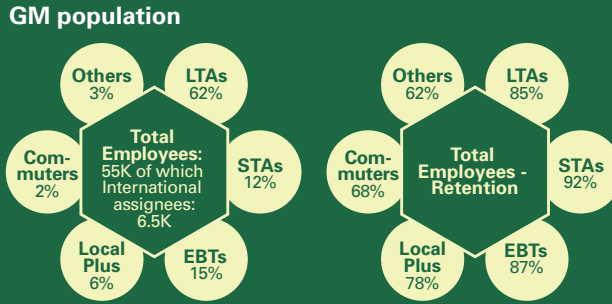 GM population
Others
3%
LTAs
62%
Com-
muters
2%
Total
Employees:
55K of which
International
assignees:
6.5K
STAs
12%
Local
Plus
6%
EBTs
15%
Others
62%
LTAs
85%
Com-
muters
68%
Total
Employees -
Retention
STAs
92%
Local
Plus
78%
EBTs
87%